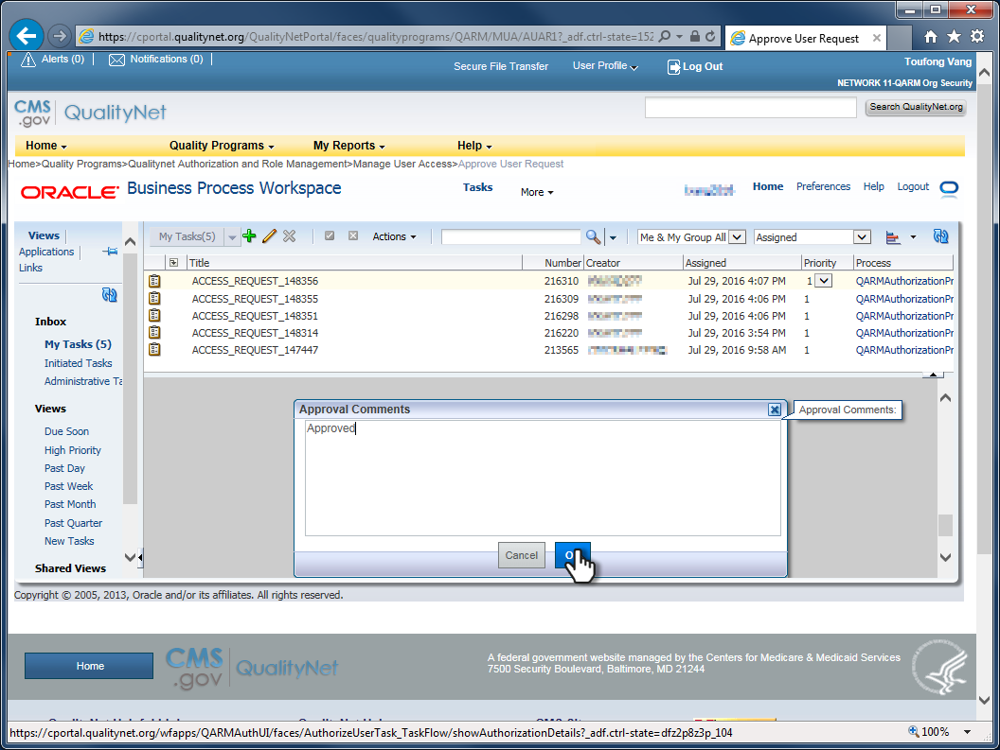 https://cportal.qualitynet.org/QualityNetPortal/faces/qualityprograms/QARM/MUA/AUAR1?_adf.ctrl-state=152
Approve User Request
Alerts (0)
Notifications (0)
Secure File Transfer
User Profile
Log Out
Toufong Vang
NETWORK 11-QARM Org Security
CMS .gov
QualityNet
Search QualityNet.org
Home
Quality Programs
My Reports
Help
Home>Quality Programs>Qualitynet Authorization and Role Management>Manage User Access>Approve User Request
ORACLE Business Process Workspace
Tasks
More
Home
Preferences
Help
Logout
Views
Applications
Links
My Tasks(5)
Actions
Me & My Group All
Assigned
Title Number Creator Assigned Priority Process
ACCESS_REQUEST_148356 216310 Jul 29, 2016 4:07 PM 1 QARMAuthorizationPr
ACCESS_REQUEST_148355 216309 Jul 29, 2016 4:06 PM 1 QARMAuthorizationPr
ACCESS_REQUEST_148351 216298 Jul 29, 2016 4:06 PM 1 QARMAuthorizationPr
ACCESS_REQUEST_148314 216220 Jul 29, 2016 3:54 PM 1 QARMAuthorizationPr
ACCESS_REQUEST_147447 213565 Jul 29, 2016 9:58 AM 1 QARMAuthorizationPr
Inbox
My Tasks (5)
Initiated Tasks
Administrative Ta
Views
Due Soon
High Priority
Past Day
Past Week
Past Month
Past Quarter
New Tasks
Shared Views
Approval Comments
Approval Comments:
Approved
Cancel
Copyright © 2005, 2013, Oracle and/or its affiliates. All rights reserved.
Home
CMS .gov
QualityNet
A federal government website managed by the Centers for Medicare & Medicaid Services
7500 Security Boulevard, Baltimore, MD 21244
https://cportal.qualitynet.org/wfapps/QARMAuthUI/faces/AuthorizeUserTask_TaskFlow/showAuthorizationDetails?_adf.ctrl-state=dfz2p8z3p_104
100%